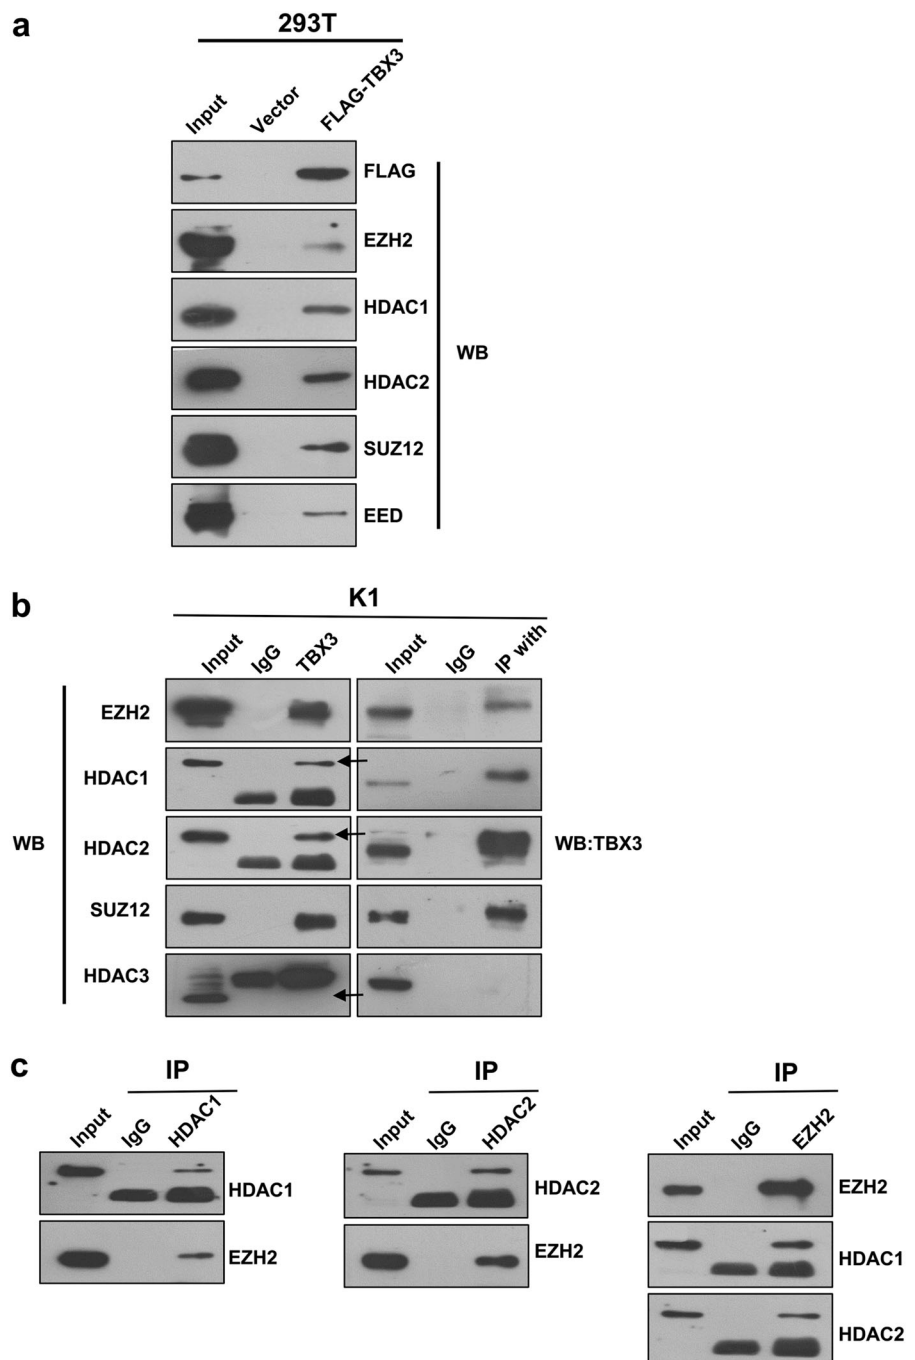 a
293T
Input Vector FLAG-TBX3
FLAG
EZH2
HDAC1
WB
HDAC2
SUZ12
EED
b
K1
Input IgG TBX3 Input IgG IP with
EZH2
HDAC1
WB HDAC2 WB:TBX3
SUZ12
HDAC3
c
IP IP IP
Input IgG HDAC1 Input IgG HDAC2 Input IgG EZH2
HDAC1 HDAC2 EZH2
EZH2 EZH2 HDAC1
HDAC2